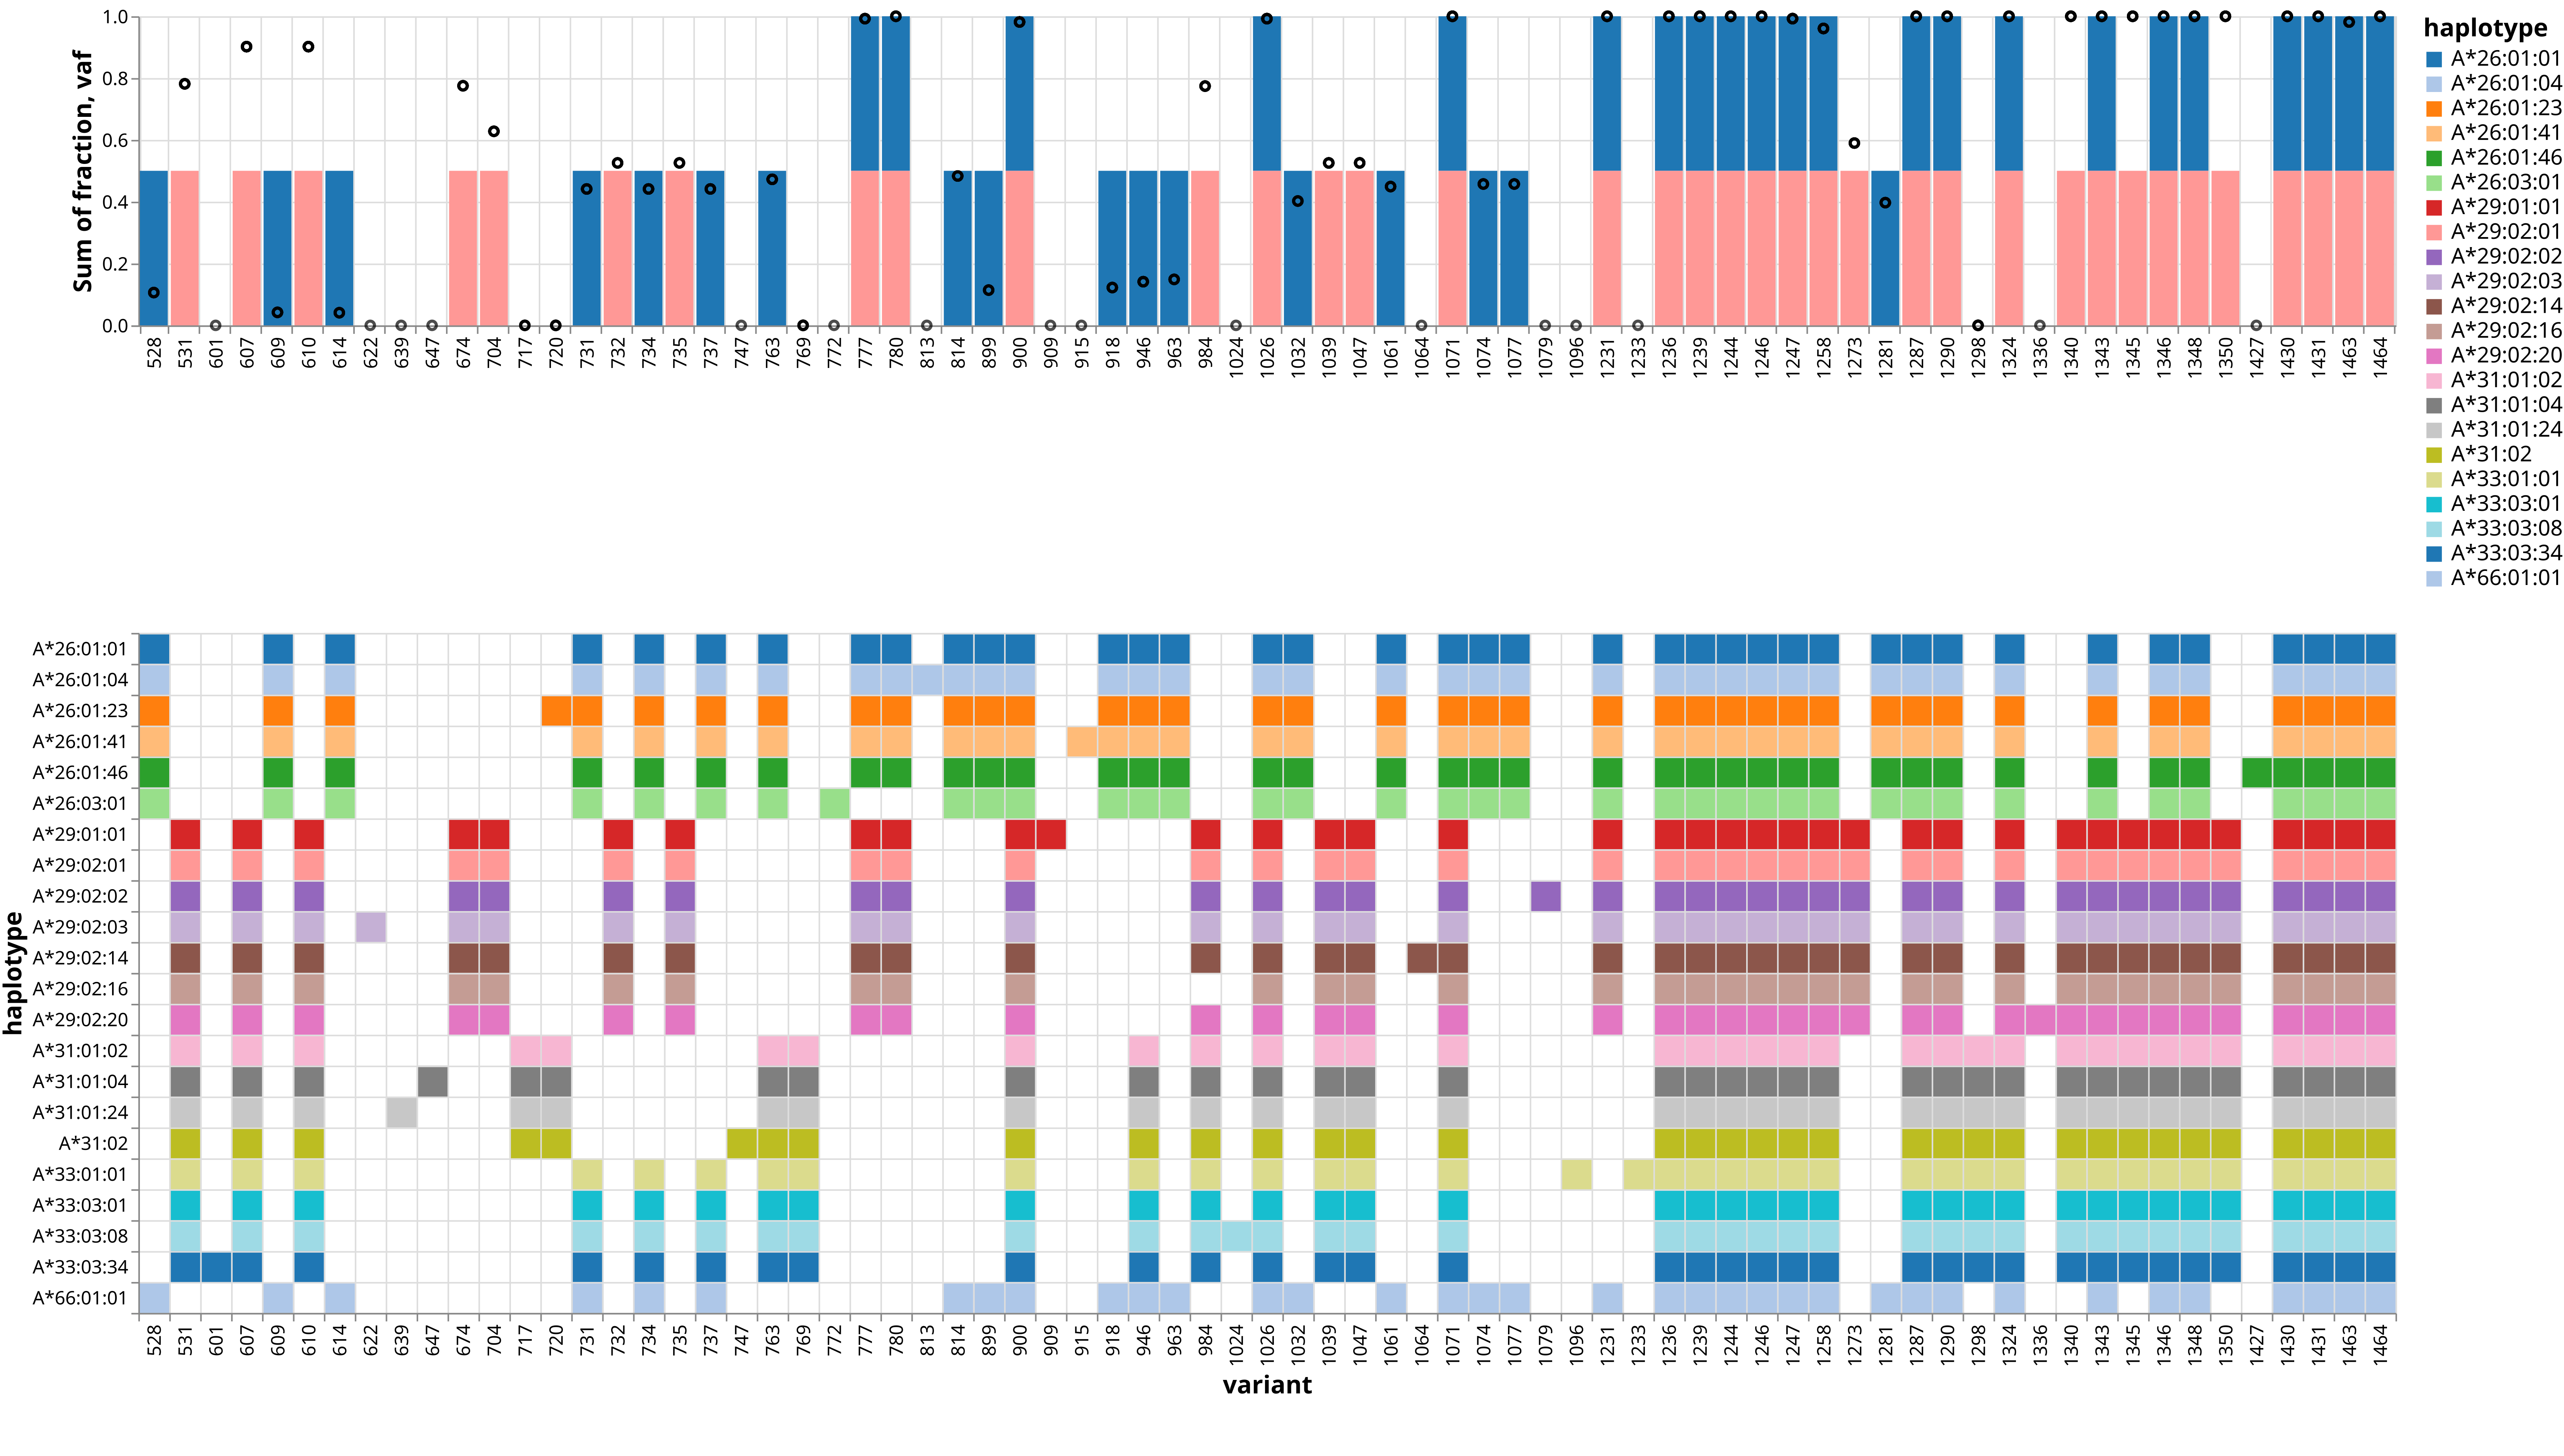 Sum of fraction, vaf
1.0
0.8
0.6
0.4
0.2
0.0
528 531 601 607 609 610 614 622 639 647 674 704 717 720 731 732 734 735 737 747 763 769 772 777 780 813 814 899 900 909 915 918 946 963 984 1024 1026 1032 1039 1047 1061 1064 1071 1074 1077 1079 1096 1231 1233 1236 1239 1244 1246 1247 1258 1273 1281 1287 1290 1298 1324 1336 1340 1343 1345 1346 1348 1350 1427 1430 1431 1463 1464
haplotype
A*26:01:01
A*26:01:04
A*26:01:23
A*26:01:41
A*26:01:46
A*26:03:01
A*29:01:01
A*29:02:01
A*29:02:02
A*29:02:03
A*29:02:14
A*29:02:16
A*29:02:20
A*31:01:02
A*31:01:04
A*31:01:24
A*31:02
A*33:01:01
A*33:03:01
A*33:03:08
A*33:03:34
A*66:01:01
haplotype
A*26:01:01
A*26:01:04
A*26:01:23
A*26:01:41
A*26:01:46
A*26:03:01
A*29:01:01
A*29:02:01
A*29:02:02
A*29:02:03
A*29:02:14
A*29:02:16
A*29:02:20
A*31:01:02
A*31:01:04
A*31:01:24
A*31:02
A*33:01:01
A*33:03:01
A*33:03:08
A*33:03:34
A*66:01:01
528 531 601 607 609 610 614 622 639 647 674 704 717 720 731 732 734 735 737 747 763 769 772 777 780 813 814 899 900 909 915 918 946 963 984 1024 1026 1032 1039 1047 1061 1064 1071 1074 1077 1079 1096 1231 1233 1236 1239 1244 1246 1247 1258 1273 1281 1287 1290 1298 1324 1336 1340 1343 1345 1346 1348 1350 1427 1430 1431 1463 1464
variant